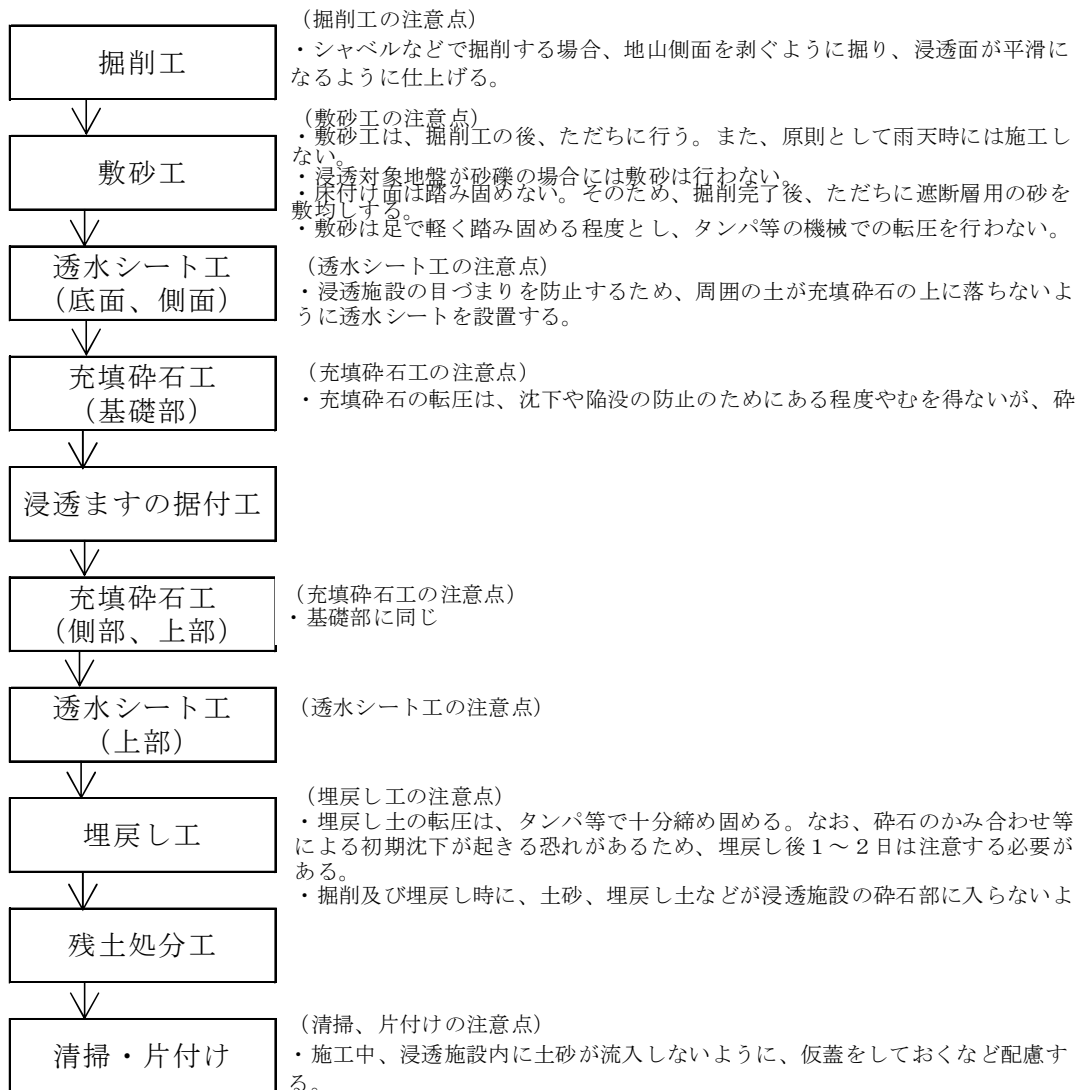 （掘削工の注意点）
掘削工
・シャベルなどで掘削する場合、地山側面を剥ぐように掘り、浸透面が平滑に
なるように仕上げる。
（敷砂工の注意点）
敷砂工
・敷砂工は、掘削工の後、ただちに行う。また、原則として雨天時には施工し
ない。
・浸透対象地盤が砂礫の場合には敷砂は行わない。
・床付け面は踏み固めない。そのため、掘削完了後、ただちに遮断層用の砂を
敷均しする。
・敷砂は足で軽く踏み固める程度とし、タンパ等の機械での転圧を行わない。
透水シート工
（底面、側面）
（透水シート工の注意点）
・浸透施設の目づまりを防止するため、周囲の土が充填砕石の上に落ちないよ
うに透水シートを設置する。
充填砕石工
（基礎部）
（充填砕石工の注意点）
・充填砕石の転圧は、沈下や陥没の防止のためにある程度やむを得ないが、砕
浸透ますの据付工
充填砕石工
（側部、上部）
（充填砕石工の注意点）
・基礎部に同じ
透水シート工
（上部）
（透水シート工の注意点）
埋戻し工
（埋戻し工の注意点）
・埋戻し土の転圧は、タンパ等で十分締め固める。なお、砕石のかみ合わせ等
による初期沈下が起きる恐れがあるため、埋戻し後１～２日は注意する必要が
ある。
・掘削及び埋戻し時に、土砂、埋戻し土などが浸透施設の砕石部に入らないよ
残土処分工
清掃・片付け
（清掃、片付けの注意点）
・施工中、浸透施設内に土砂が流入しないように、仮蓋をしておくなど配慮す
る。